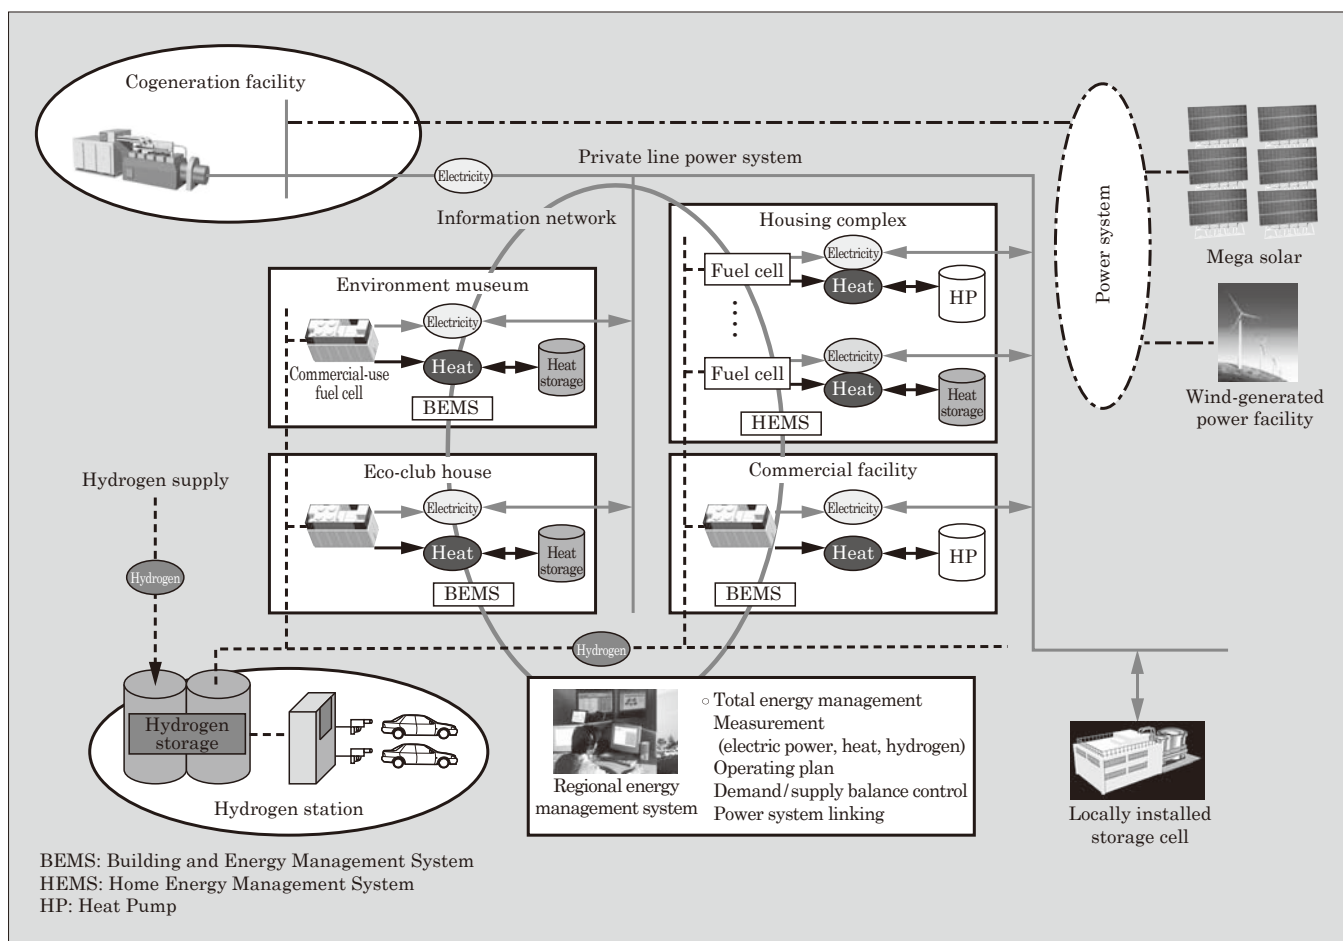 Cogeneration facility
Private line power system
Electricity
Information network
Power system
Mega solar
Wind-generated
power facility
Housing complex
Fuel cell
Electricity
Heat
HP
Fuel cell
Electricity
Heat
Heat
storage
HEMS
Environment museum
Electricity
Heat
Heat
storage
Commercial-use
fuel cell
BEMS
Eco-club house
Electricity
Heat
Heat
storage
BEMS
Commercial facility
Electricity
Heat
HP
BEMS
Hydrogen supply
Hydrogen
Hydrogen
Hydrogen
storage
Hydrogen station
Regional energy
management system
○ Total energy management
Measurement
(electric power, heat, hydrogen)
Operating plan
Demand/supply balance control
Power system linking
Locally installed
storage cell
BEMS: Building and Energy Management System
HEMS: Home Energy Management System
HP: Heat Pump